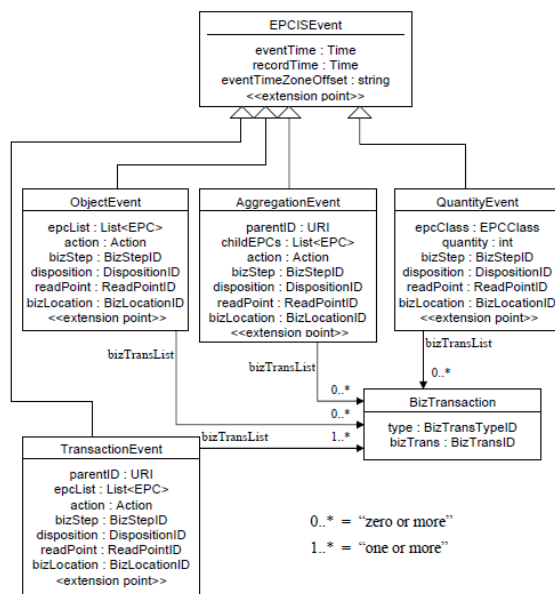 EPCISEvent
eventTime : Time
recordTime : Time
eventTimeZoneOffset : string
<<extension point>>
ObjectEvent
epcList : List<EPC>
action : Action
bizStep : BizStepID
disposition : DispositionID
readPoint : ReadPointID
bizLocation : BizLocationID
<<extension point>>
AggregationEvent
parentID : URI
childEPCs : List<EPC>
action : Action
bizStep : BizStepID
disposition : DispositionID
readPoint : ReadPointID
bizLocation : BizLocationID
<<extension point>>
QuantityEvent
epcClass : EPCClass
quantity : int
bizStep : BizStepID
disposition : DispositionID
readPoint : ReadPointID
bizLocation : BizLocationID
<<extension point>>
bizTransList
bizTransList
bizTransList
0..*
0..*
0..*
BizTransaction
type : BizTransTypeID
bizTrans : BizTransID
bizTransList
1..*
TransactionEvent
parentID : URI
epcList : List<EPC>
action : Action
bizStep : BizStepID
disposition : DispositionID
readPoint : ReadPointID
bizLocation : BizLocationID
<extension point>>
0..* = “zero or more”
1..* = “one or more”